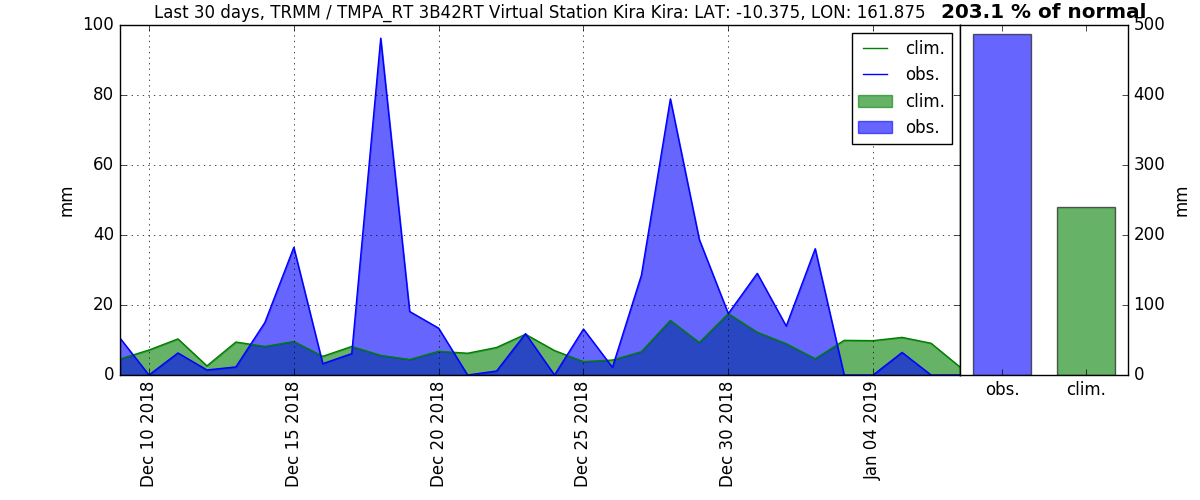 Last 30 days, TRMM / TMPA_RT 3B42RT Virtual Station Kira Kira: LAT: -10.375, LON: 161.875
203.1 % of normal
100
80
60
40
20
0
mm
clim.
obs.
clim.
obs.
Dec 10 2018
Dec 15 2018
Dec 20 2018
Dec 25 2018
Dec 30 2018
Jan 04 2019
500
400
300
200
100
0
mm
obs.
clim.